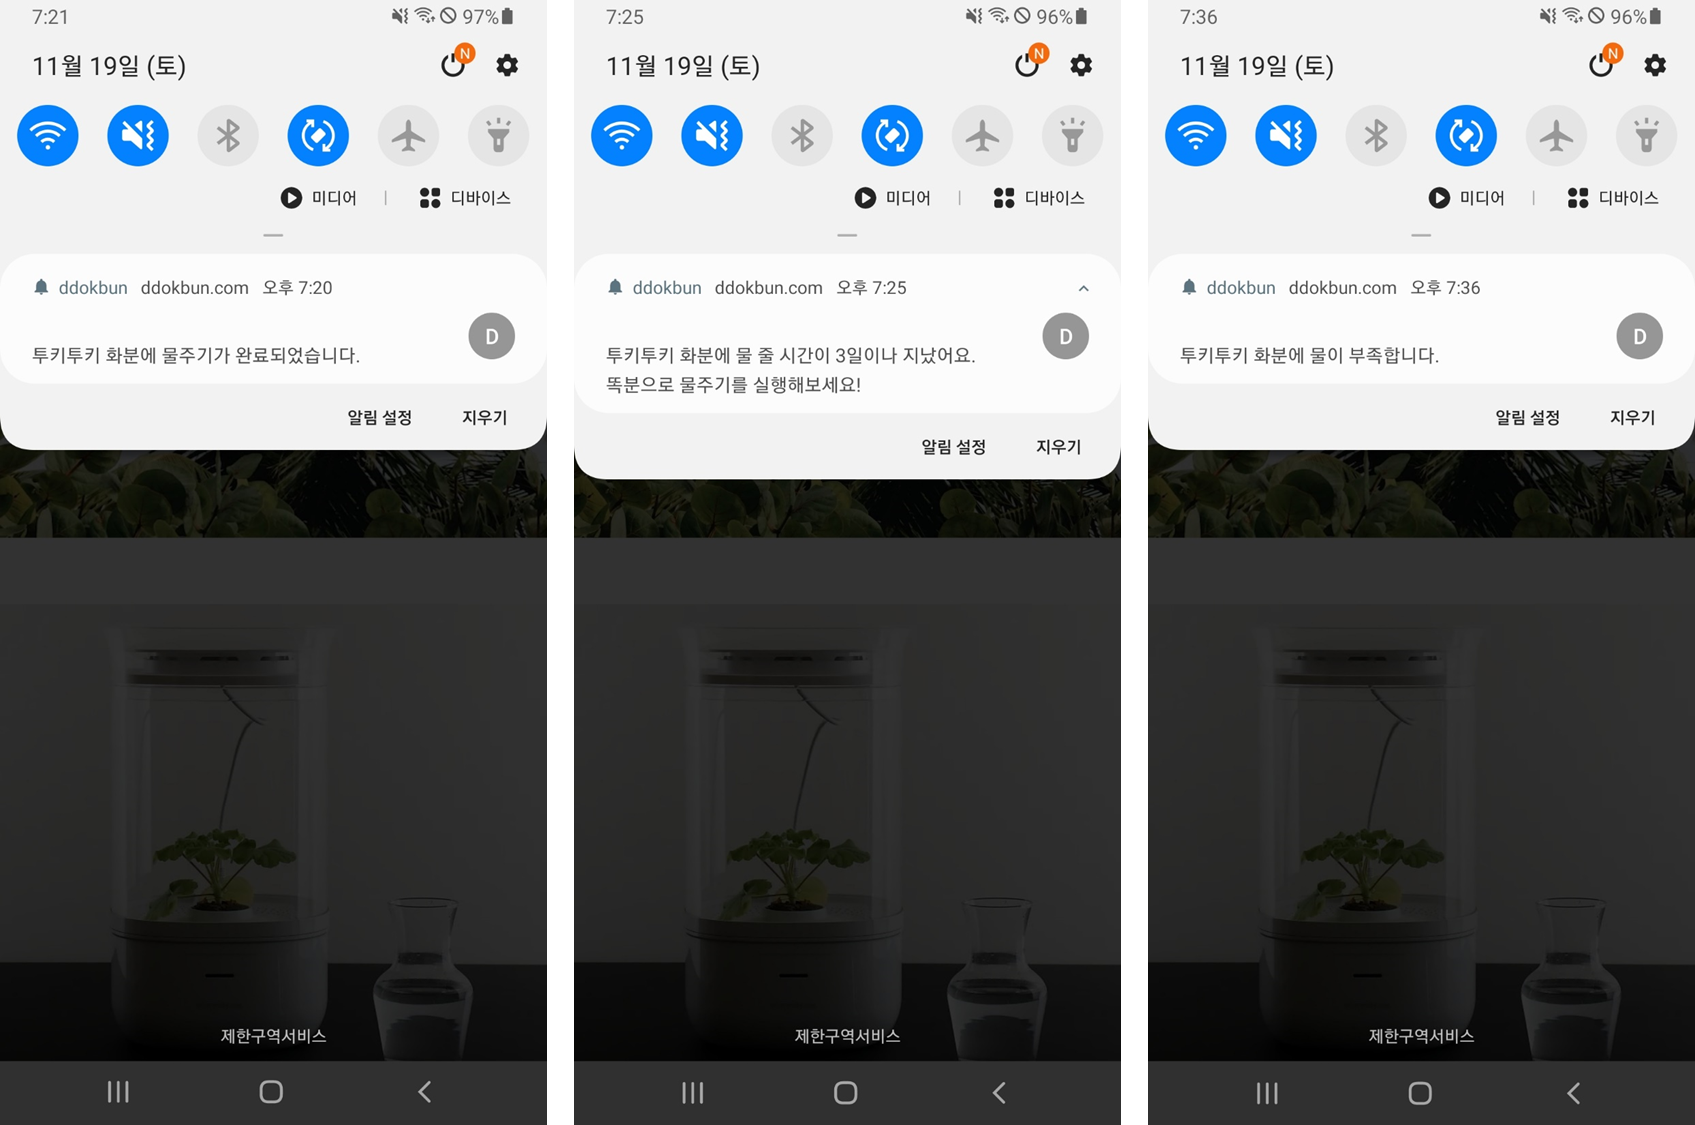 7:21
97%
11월 19일 (토)
N
미디어
디바이스
ddokbun ddokbun.com 오후 7:20
D
투키투키 화분에 물주기가 완료되었습니다.
알림 설정
지우기
제한구역서비스
7:25
96%
11월 19일 (토)
N
미디어
디바이스
ddokbun ddokbun.com 오후 7:25
D
투키투키 화분에 물 줄 시간이 3일이나 지났어요.
똑분으로 물주기를 실행해보세요!
알림 설정
지우기
제한구역서비스
7:36
96%
11월 19일 (토)
N
미디어
디바이스
ddokbun ddokbun.com 오후 7:36
D
투키투키 화분에 물이 부족합니다.
알림 설정
지우기
제한구역서비스